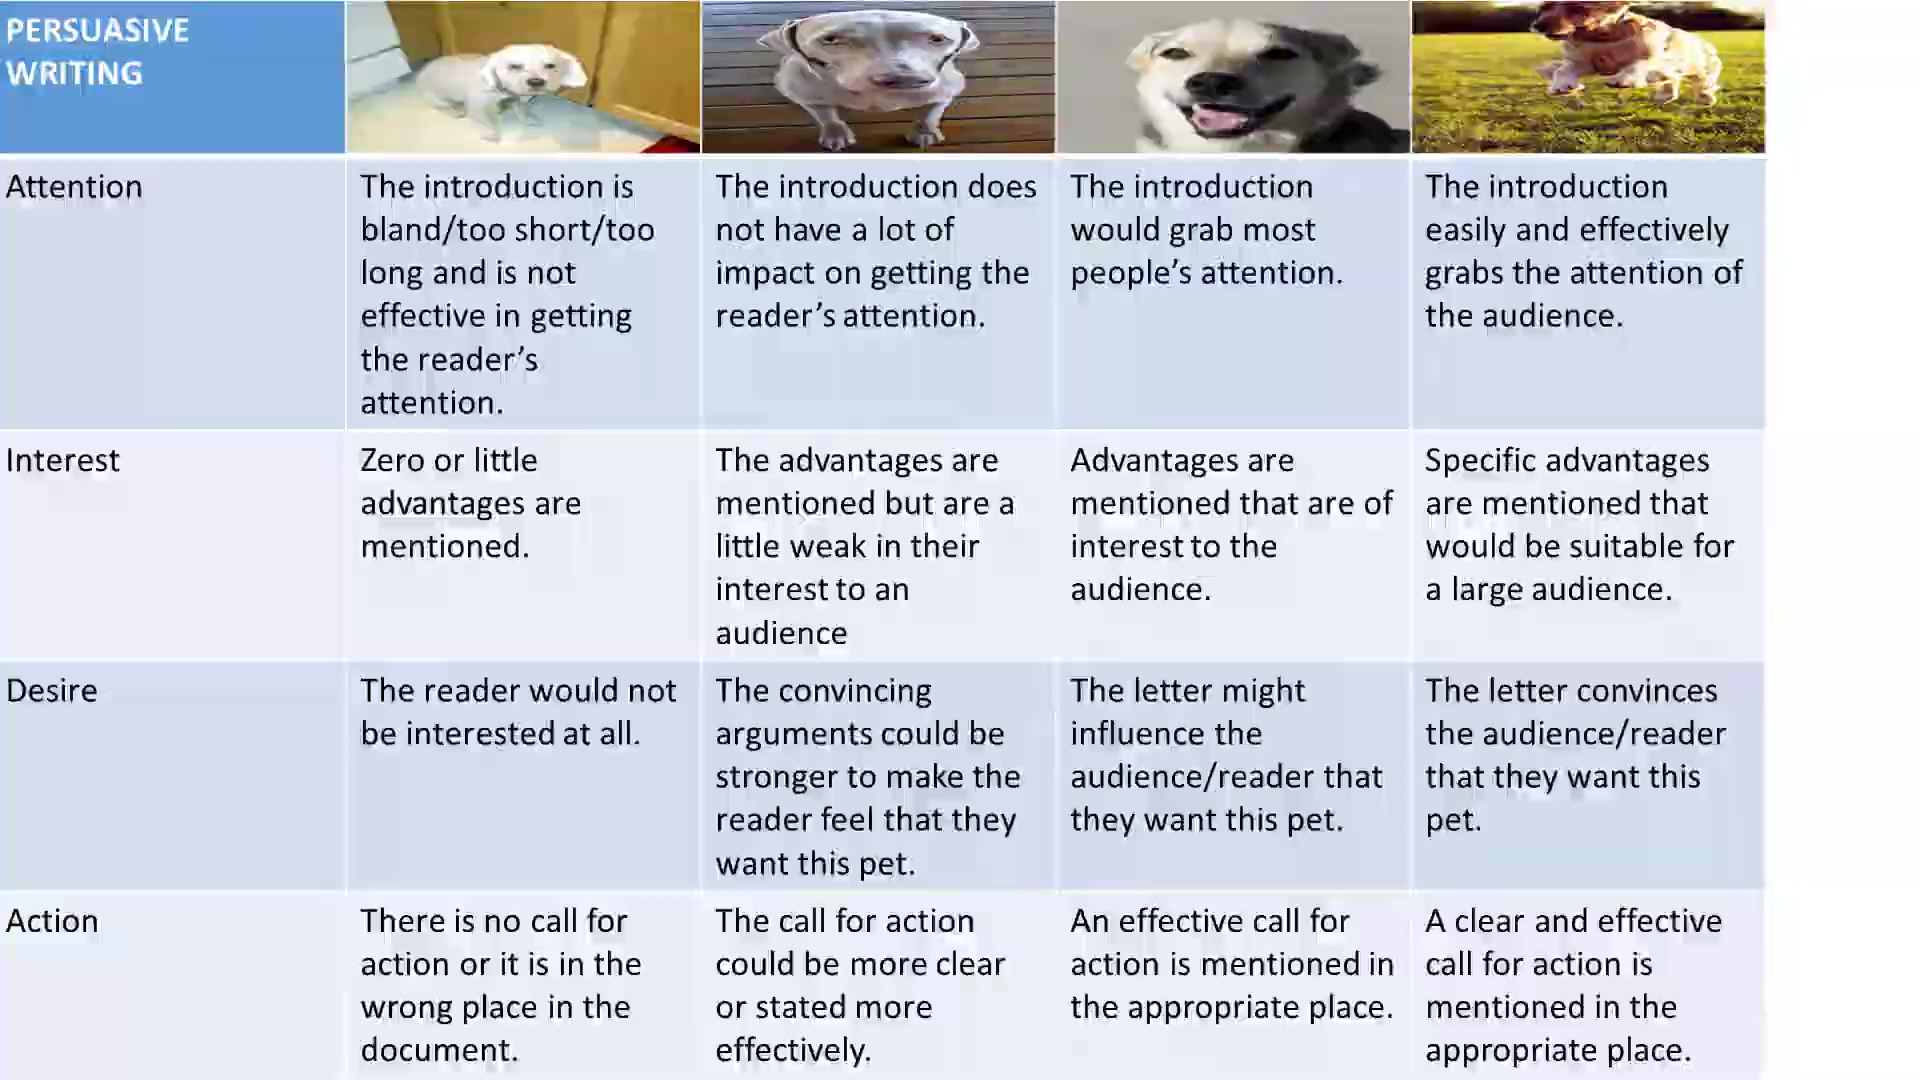 PERSUASIVE
WRITING
Attention
The introduction is
bland/too short/too
long and is not
effective in getting
the reader’s
attention.
The introduction does
not have a lot of
impact on getting the
reader’s attention.
The introduction
would grab most
people’s attention.
The introduction
easily and effectively
grabs the attention of
the audience.
Interest
Zero or little
advantages are
mentioned.
The advantages are
mentioned but are a
little weak in their
interest to an
audience
Advantages are
mentioned that are of
interest to the
audience.
Specific advantages
are mentioned that
would be suitable for
a large audience.
Desire
The reader would not
be interested at all.
The convincing
arguments could be
stronger to make the
reader feel that they
want this pet.
The letter might
influence the
audience/reader that
they want this pet.
The letter convinces
the audience/reader
that they want this
pet.
Action
There is no call for
action or it is in the
wrong place in the
document.
The call for action
could be more clear
or stated more
effectively.
An effective call for
action is mentioned in
the appropriate place.
A clear and effective
call for action is
mentioned in the
appropriate place.